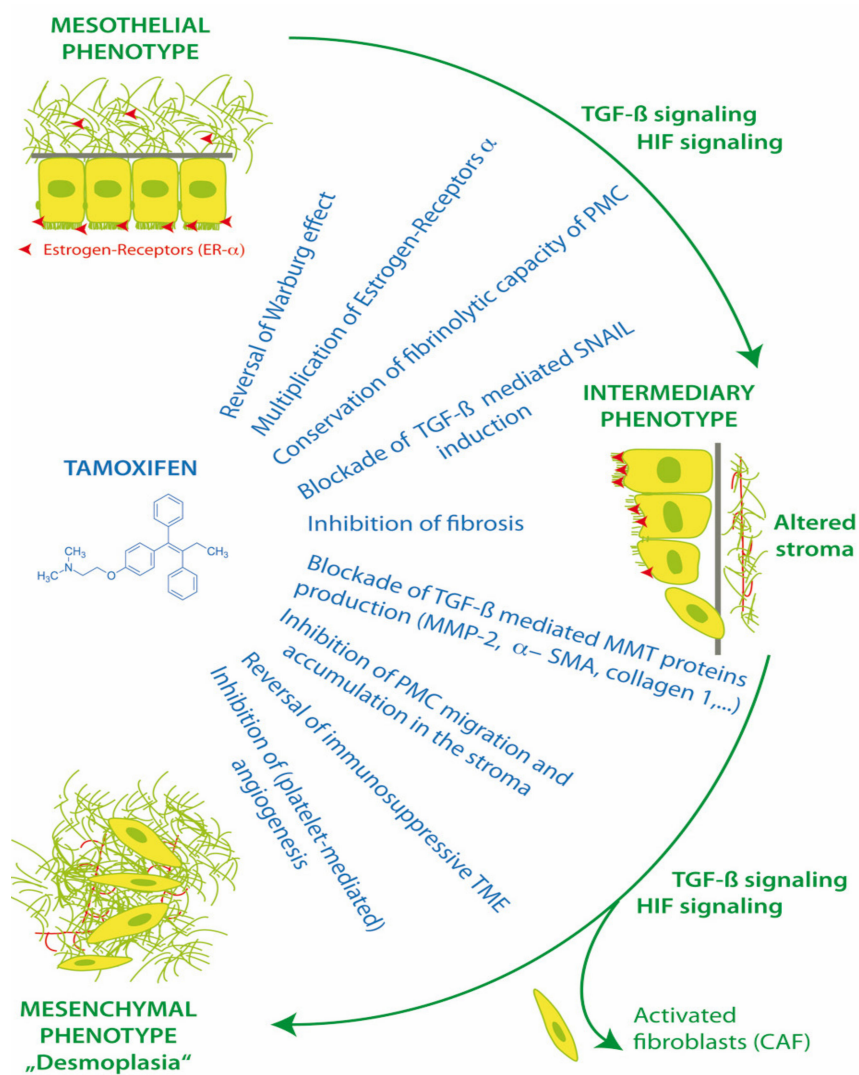 MESOTHELIAL
PHENOTYPE
Estrogen-Receptors (ER-α)
TGF-ß signaling
HIF signaling
Reversal of Warburg effect
Multiplication of Estrogen-Receptors α
Conservation of fibrinolytic capacity of PMC
Blockade of TGF-ß mediated SNAIL
induction
INTERMEDIARY
PHENOTYPE
Altered
stroma
TAMOXIFEN
CH₃
N
H₃C
O
CH₃
Inhibition of fibrosis
Blockade of TGF-ß mediated MMT proteins
production (MMP-2, α– SMA, collagen 1,...)
Inhibition of PMC migration and
accumulation in the stroma
Reversal of immunosuppressive TME
Inhibition of (platelet-mediated)
angiogenesis
TGF-ß signaling
HIF signaling
MESENCHYMAL
PHENOTYPE
„Desmoplasia“
Activated
fibroblasts (CAF)